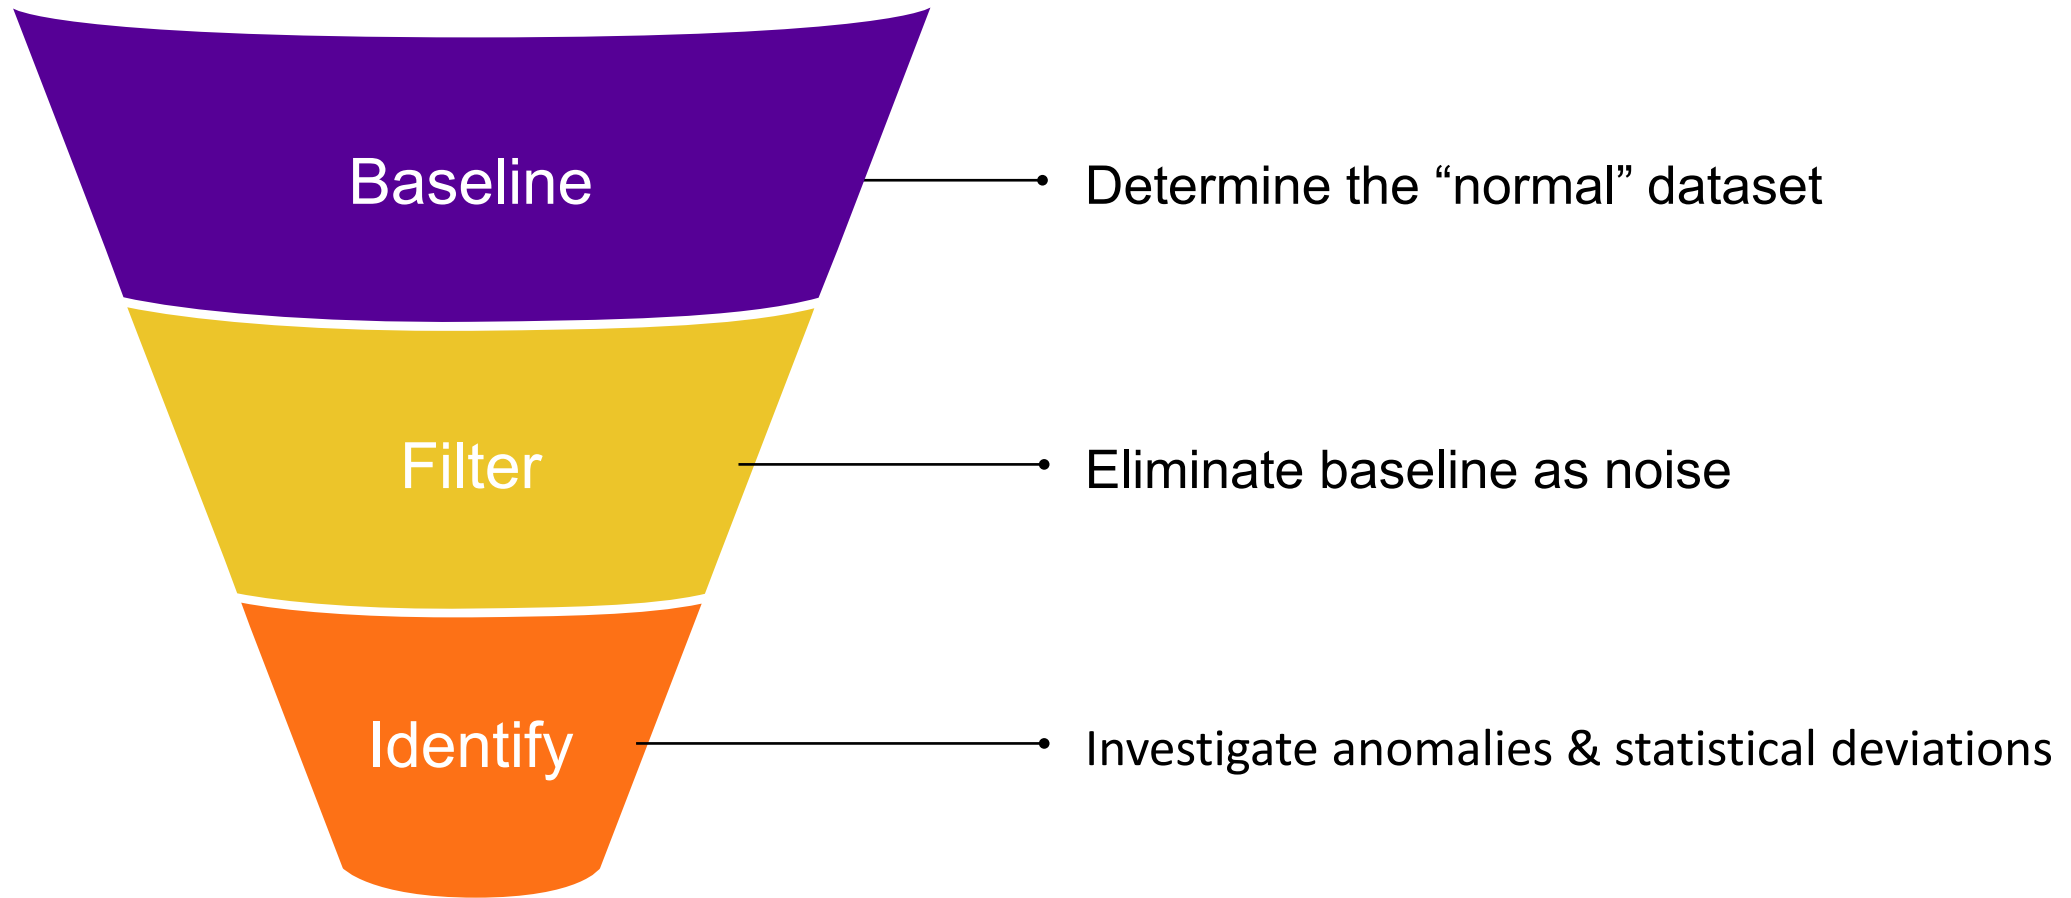 Baseline
Determine the “normal” dataset
Filter
Eliminate baseline as noise
Identify
Investigate anomalies & statistical deviations